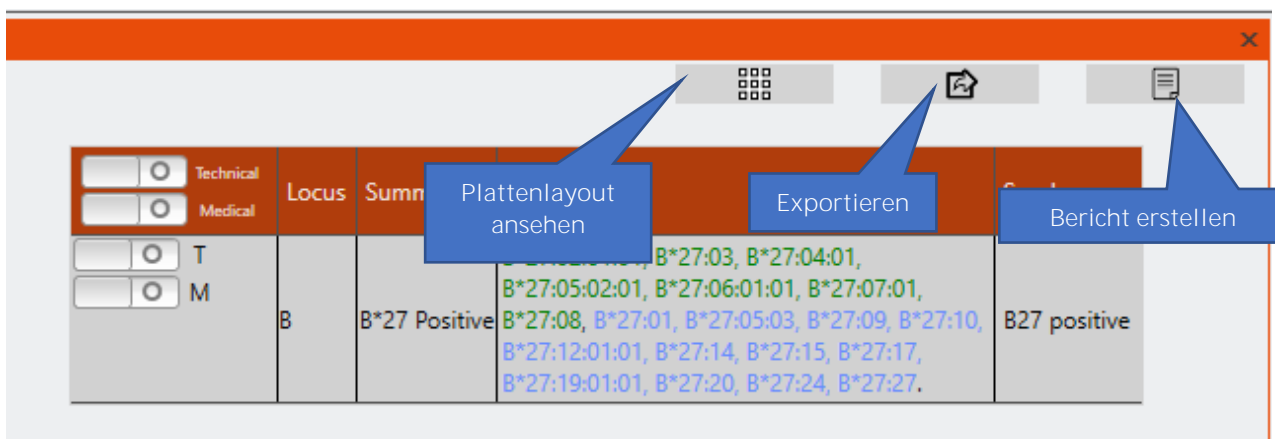 Technical
Medical
Locus
Plattenlayout
ansehen
Exportieren
Bericht erstellen
T
M
B
B*27 Positive
B*27:03, B*27:04:01,
B*27:05:02:01, B*27:06:01:01, B*27:07:01,
B*27:08, B*27:01, B*27:05:03, B*27:09, B*27:10,
B*27:12:01:01, B*27:14, B*27:15, B*27:17,
B*27:19:01:01, B*27:20, B*27:24, B*27:27.
B27 positive